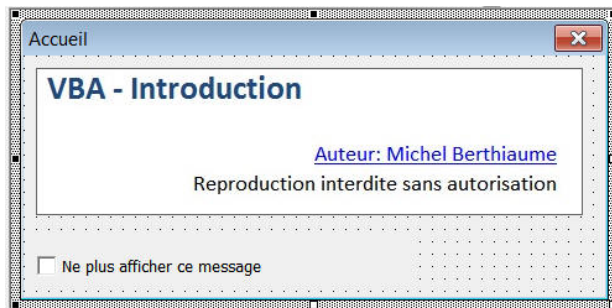 Accueil
VBA - Introduction
Auteur: Michel Berthiaume
Reproduction interdite sans autorisation
Ne plus afficher ce message